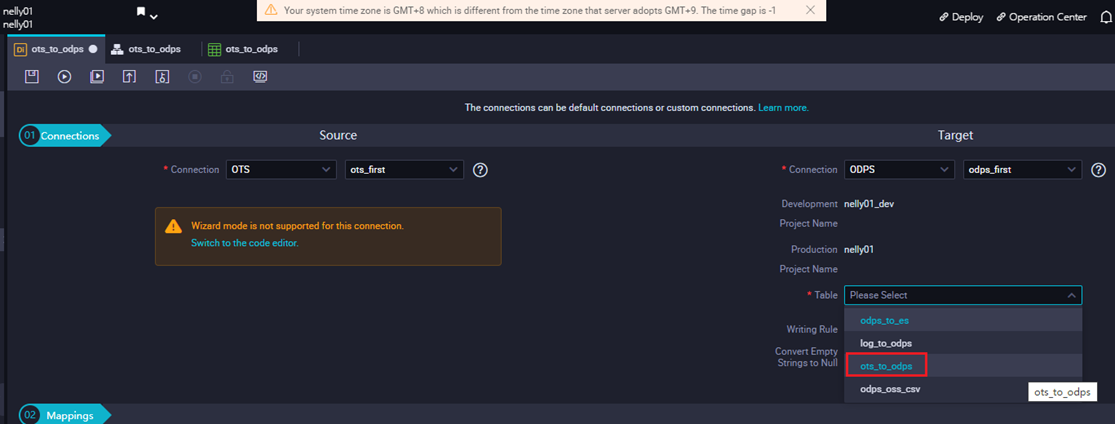 nelly01
nelly01
Your system time zone is GMT+8 which is different from the time zone that server adopts GMT+9. The time gap is -1
Deploy
Operation Center
Di ots_to_odps
ots_to_odps
ots_to_odps
The connections can be default connections or custom connections. Learn more.
01 Connections
Source
Target
* Connection
OTS
ots_first
?
* Connection
ODPS
odps_first
?
Wizard mode is not supported for this connection.
Switch to the code editor.
Development
Project Name
nelly01_dev
Production
Project Name
nelly01
* Table
Please Select
odps_to_es
log_to_odps
ots_to_odps
odps_oss_csv
Writing Rule
Convert Empty
Strings to Null
ots_to_odps
02 Mappings